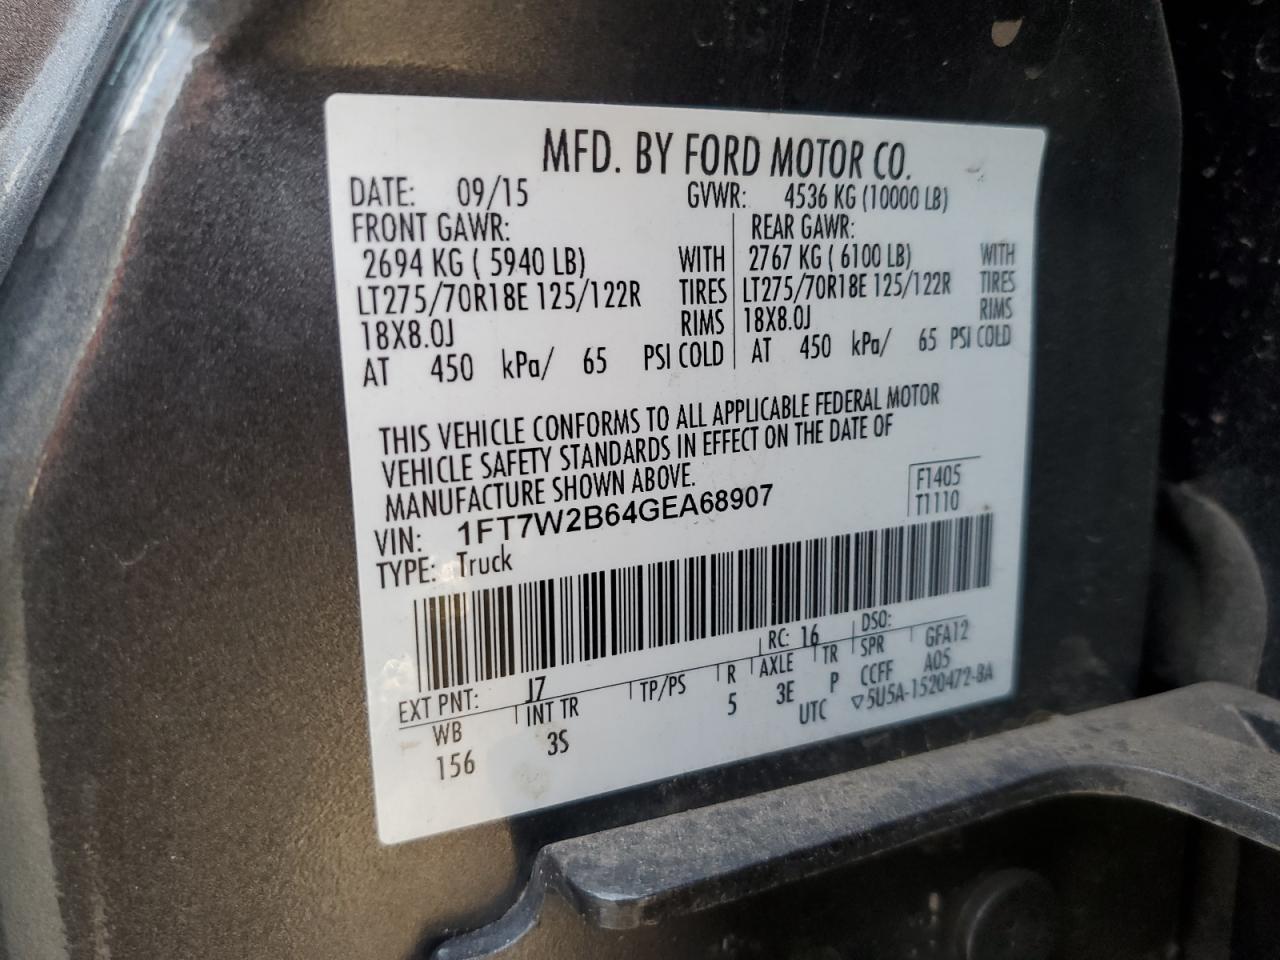 MFD. BY FORD MOTOR CO.
DATE: 09/15 GVWR: 4536 KG (10000 LB)
FRONT GAWR: REAR GAWR:
2694 KG ( 5940 LB) WITH 2767 KG ( 6100 LB) WITH
LT275/70R18E 125/122R TIRES LT275/70R18E 125/122R TIRES
18X8.0J RIMS 18X8.0J RIMS
AT 450 kPa/ 65 PSI COLD AT 450 kPa/ 65 PSI COLD
THIS VEHICLE CONFORMS TO ALL APPLICABLE FEDERAL MOTOR
VEHICLE SAFETY STANDARDS IN EFFECT ON THE DATE OF
MANUFACTURE SHOWN ABOVE.
F1405
VIN: 1FT7W2B64GEA68907 T1110
TYPE: Truck
EXT PNT: J7 RC: 16 DSO:
WB INT TR TP/PS R AXLE TR SPR GFA12
156 3S 5 3E P CCFF A05
UTC ▽5U5A-1520472-BA